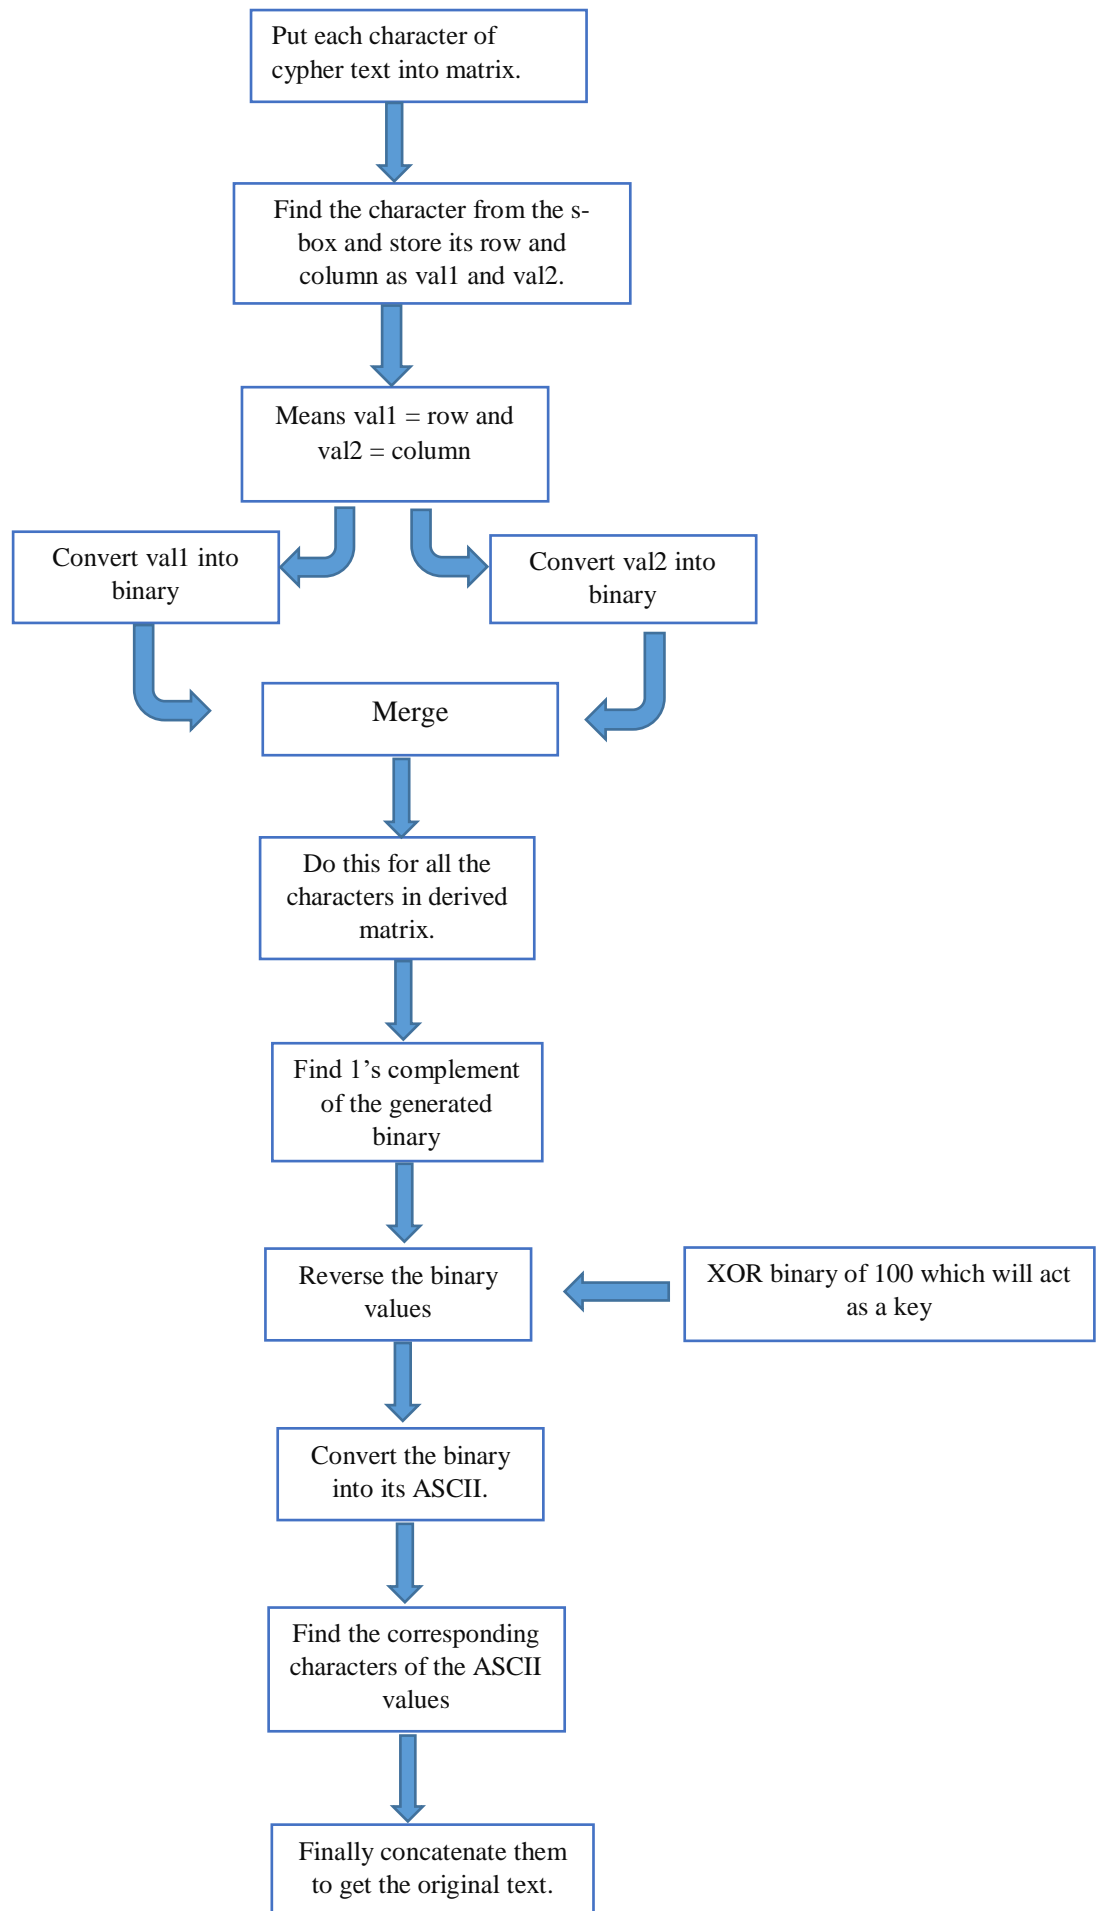 Put each character of
cypher text into matrix.
Find the character from the s-
box and store its row and
column as val1 and val2.
Means val1 = row and
val2 = column
Convert val1 into
binary
Convert val2 into
binary
Merge
Do this for all the
characters in derived
matrix.
Find 1’s complement
of the generated
binary
Reverse the binary
values
XOR binary of 100 which will act
as a key
Convert the binary
into its ASCII.
Find the corresponding
characters of the ASCII
values
Finally concatenate them
to get the original text.